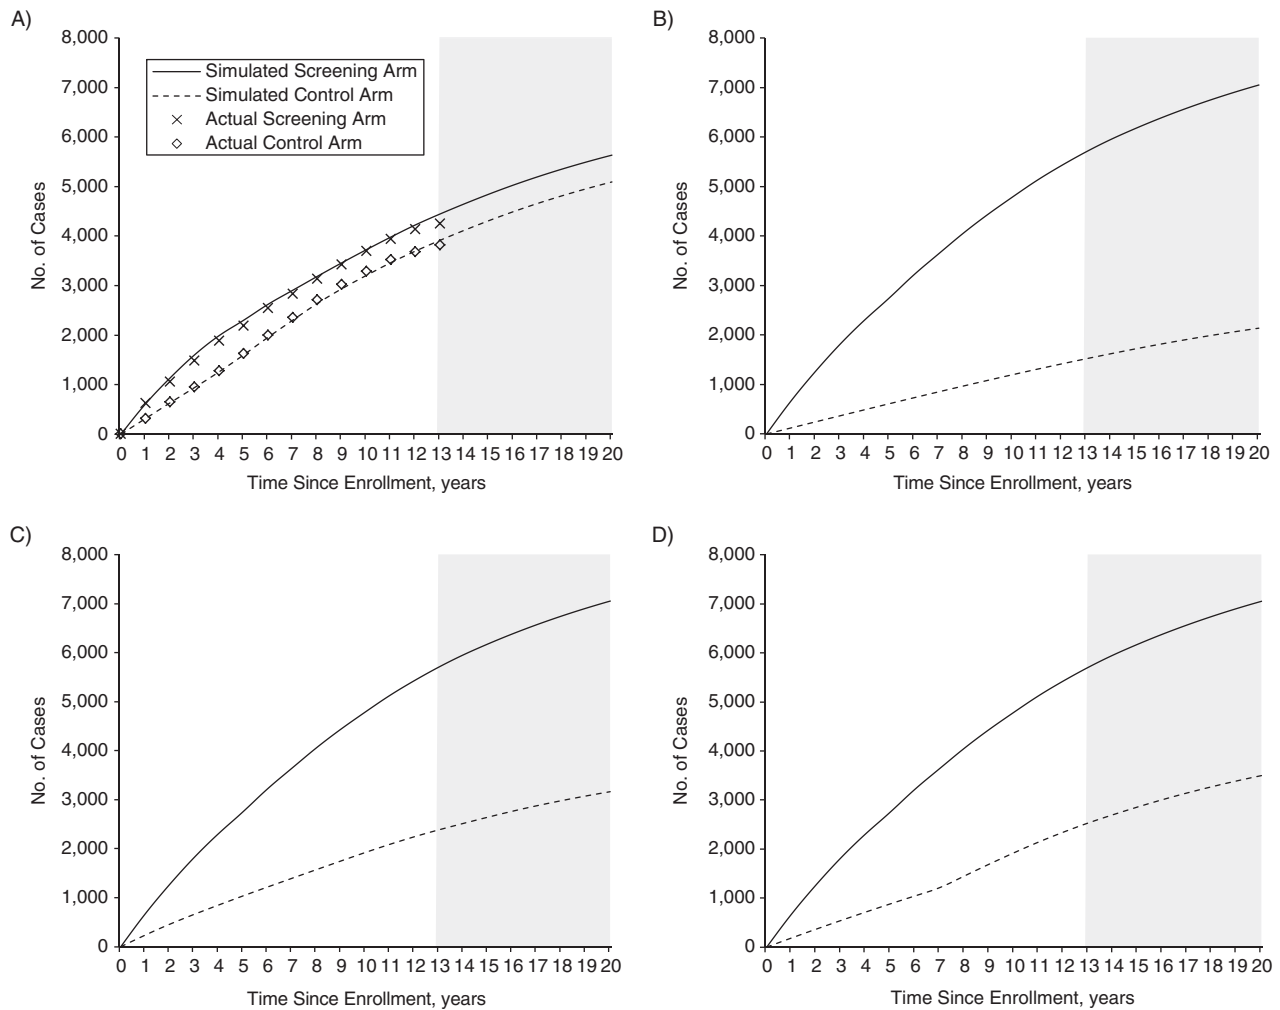 A)
8,000
7,000
6,000
5,000
4,000
3,000
2,000
1,000
0
No. of Cases
Simulated Screening Arm
Simulated Control Arm
Actual Screening Arm
Actual Control Arm
0 1 2 3 4 5 6 7 8 9 10 11 12 13 14 15 16 17 18 19 20
Time Since Enrollment, years
B)
8,000
7,000
6,000
5,000
4,000
3,000
2,000
1,000
0
No. of Cases
0 1 2 3 4 5 6 7 8 9 10 11 12 13 14 15 16 17 18 19 20
Time Since Enrollment, years
C)
8,000
7,000
6,000
5,000
4,000
3,000
2,000
1,000
0
No. of Cases
0 1 2 3 4 5 6 7 8 9 10 11 12 13 14 15 16 17 18 19 20
Time Since Enrollment, years
D)
8,000
7,000
6,000
5,000
4,000
3,000
2,000
1,000
0
No. of Cases
0 1 2 3 4 5 6 7 8 9 10 11 12 13 14 15 16 17 18 19 20
Time Since Enrollment, years